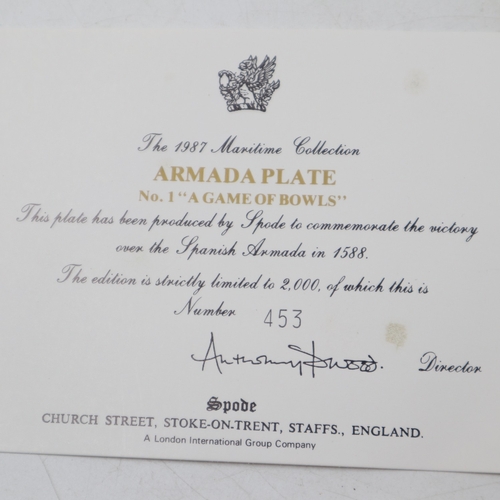 The 1987 Maritime Collection
ARMADA PLATE
No. 1 "A GAME OF BOWLS"
This plate has been produced by Spode to commemorate the victory
over the Spanish Armada in 1588.
The edition is strictly limited to 2,000, of which this is
Number 453
Director
Spode
CHURCH STREET, STOKE-ON-TRENT, STAFFS., ENGLAND.
A London International Group Company